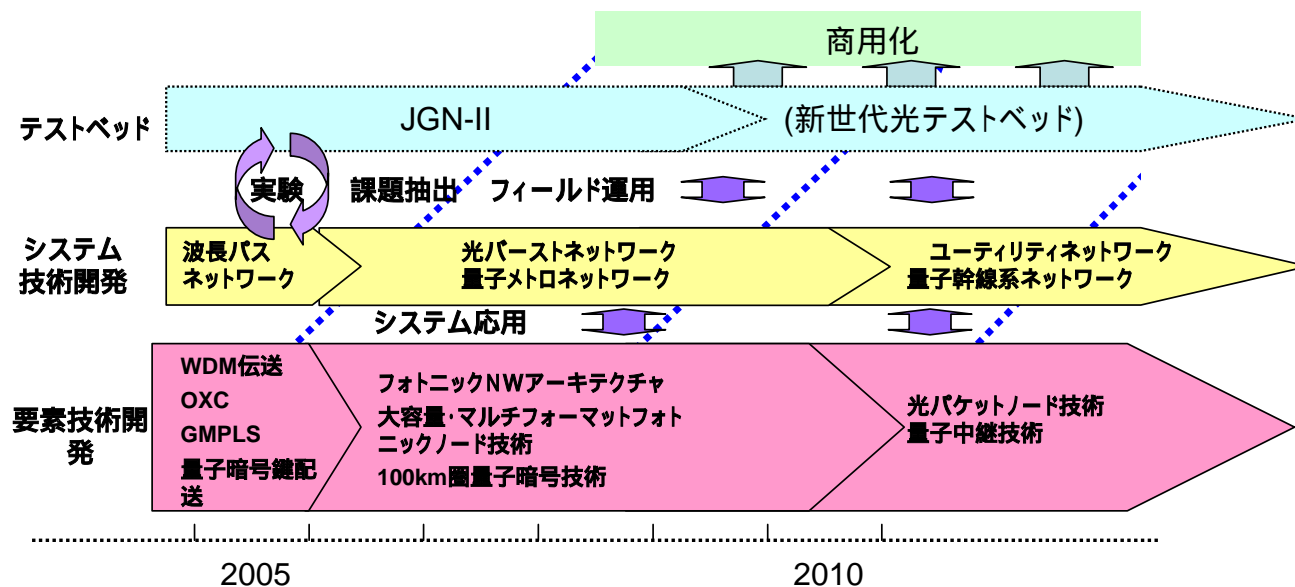 商用化
テストベッド
JGN-II
(新世代光テストベッド)
実験
課題抽出
フィールド運用
システム
技術開発
波長パス
ネットワーク
光バーストネットワーク
量子メトロネットワーク
ユーティリティネットワーク
量子幹線系ネットワーク
システム応用
要素技術開
発
WDM伝送
OXC
GMPLS
量子暗号鍵配
送
フォトニックNWアーキテクチャ
大容量・マルチフォーマットフォト
ニックノード技術
100km圏量子暗号技術
光パケットノード技術
量子中継技術
2005
2010